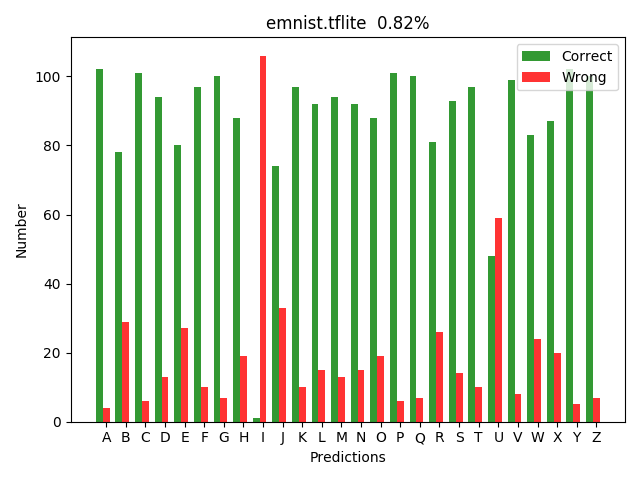 emnist.tflite  0.82%
Correct
Wrong
Number
100
80
60
40
20
0
A B C D E F G H I J K L M N O P Q R S T U V W X Y Z
Predictions